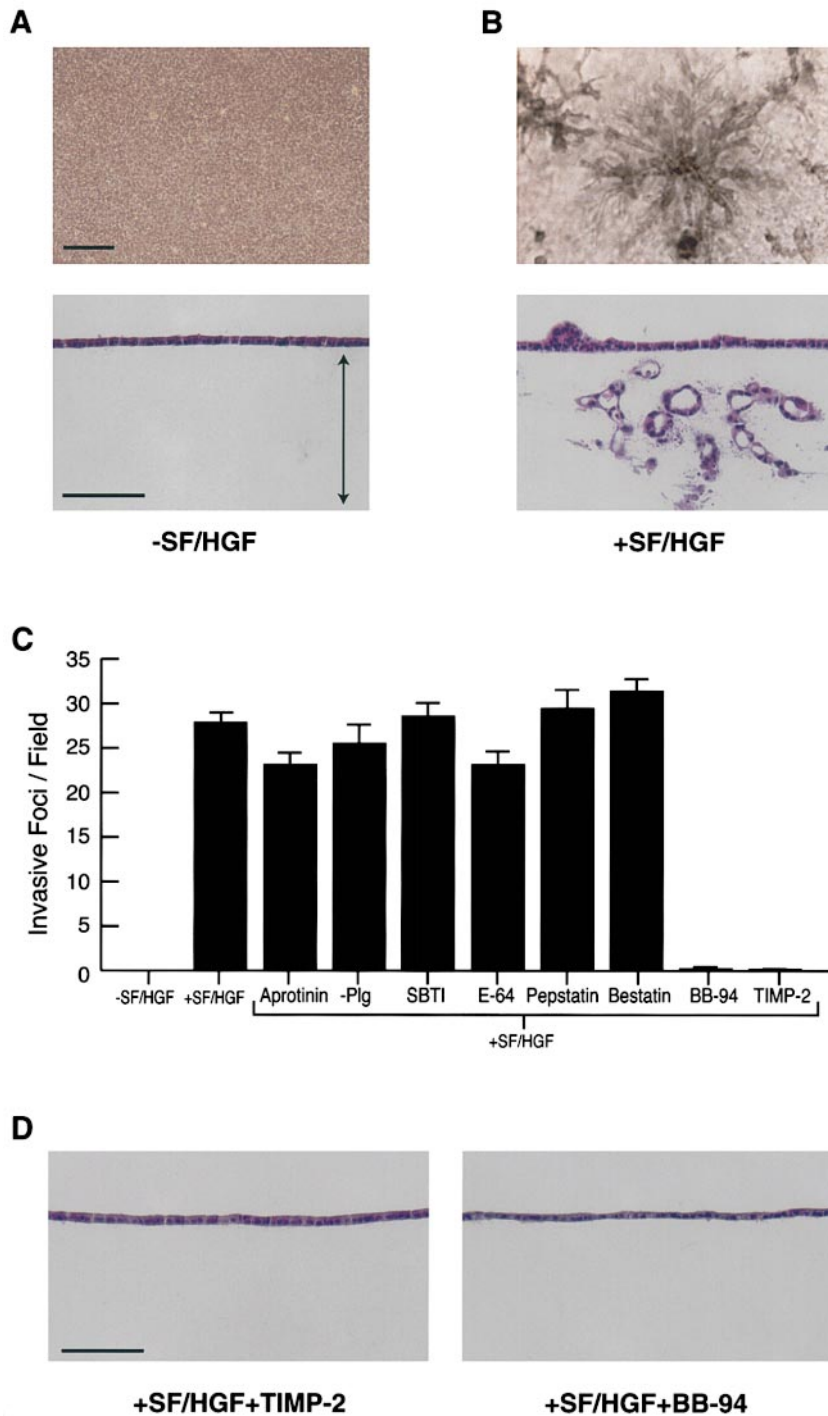 A
B
-SF/HGF
+SF/HGF
C
Invasive Foci / Field
35
30
25
20
15
10
5
0
-SF/HGF +SF/HGF Aprotinin -Plg SBTI E-64 Pepstatin Bestatin BB-94 TIMP-2
+SF/HGF
D
+SF/HGF+TIMP-2
+SF/HGF+BB-94